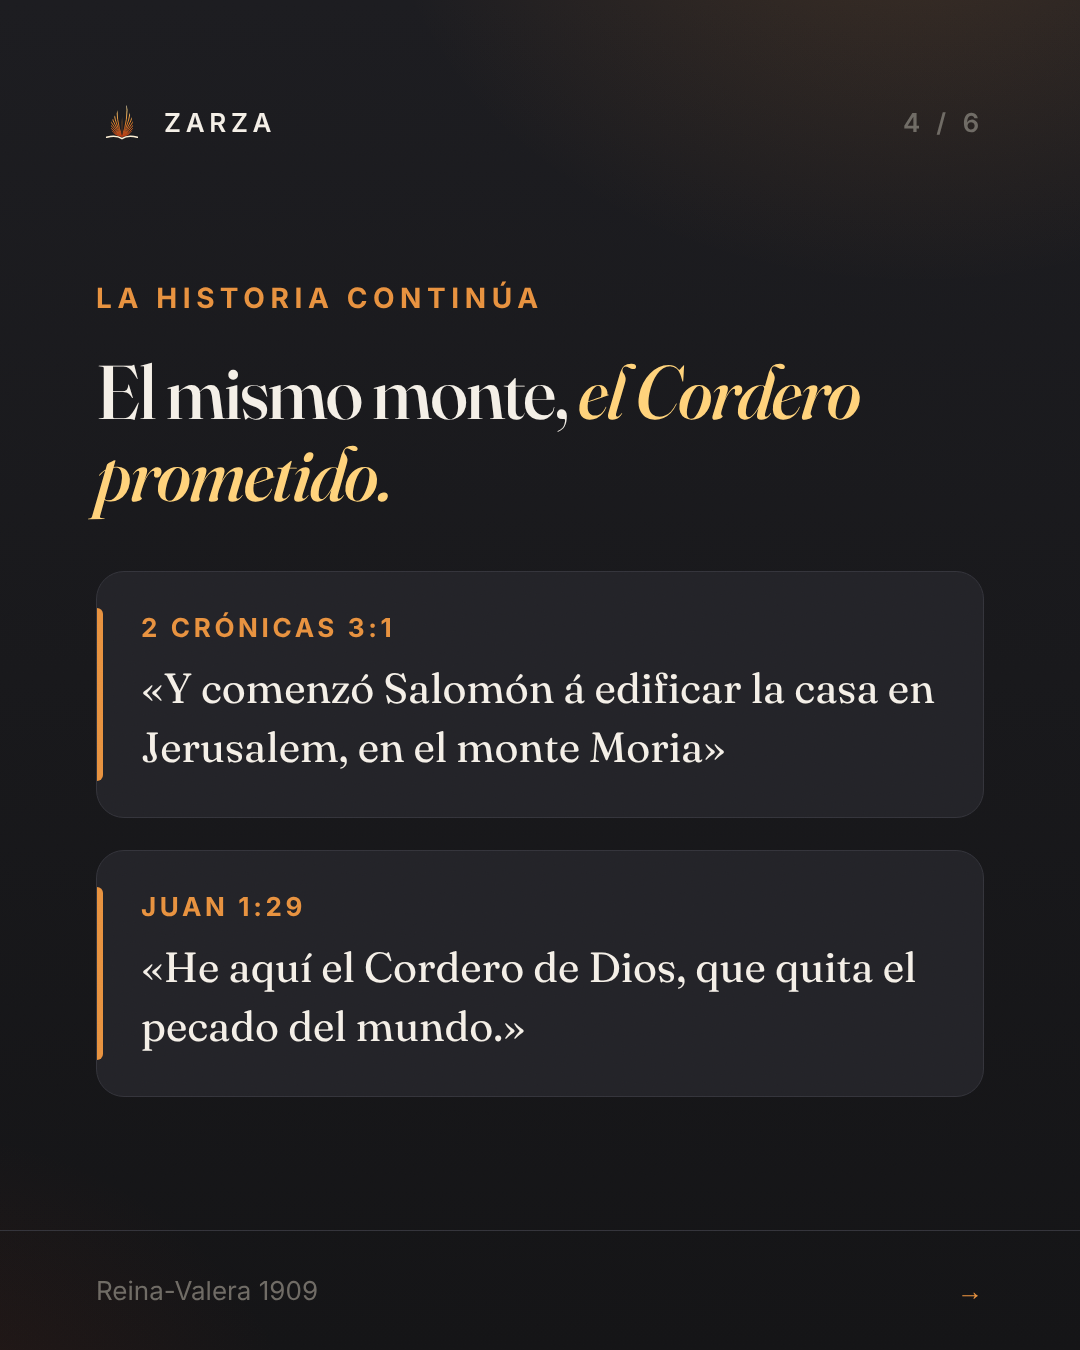 ZARZA
4 / 6
LA HISTORIA CONTINÚA
El mismo monte, el Cordero
prometido.
2 CRÓNICAS 3:1
«Y comenzó Salomón á edificar la casa en
Jerusalem, en el monte Moria»
JUAN 1:29
«He aquí el Cordero de Dios, que quita el
pecado del mundo.»
Reina-Valera 1909
→